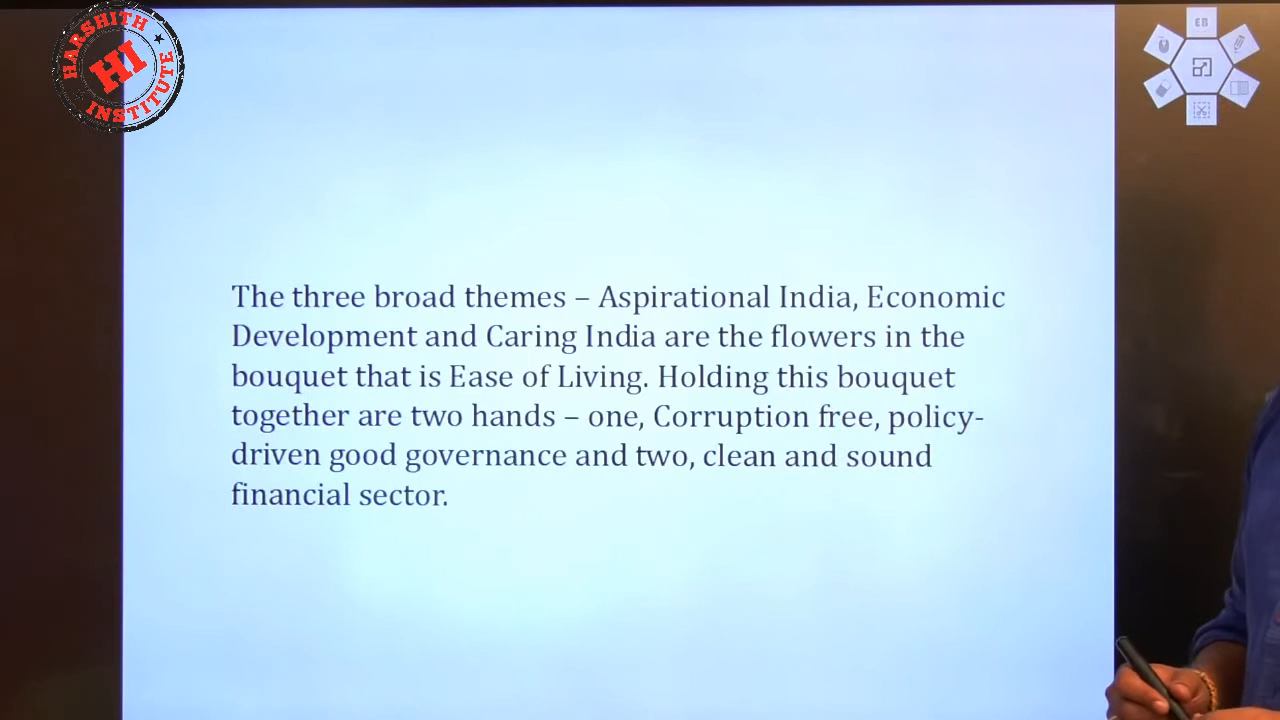 HARSHITH
HI
INSTITUTE
EB
The three broad themes – Aspirational India, Economic
Development and Caring India are the flowers in the
bouquet that is Ease of Living. Holding this bouquet
together are two hands – one, Corruption free, policy-
driven good governance and two, clean and sound
financial sector.